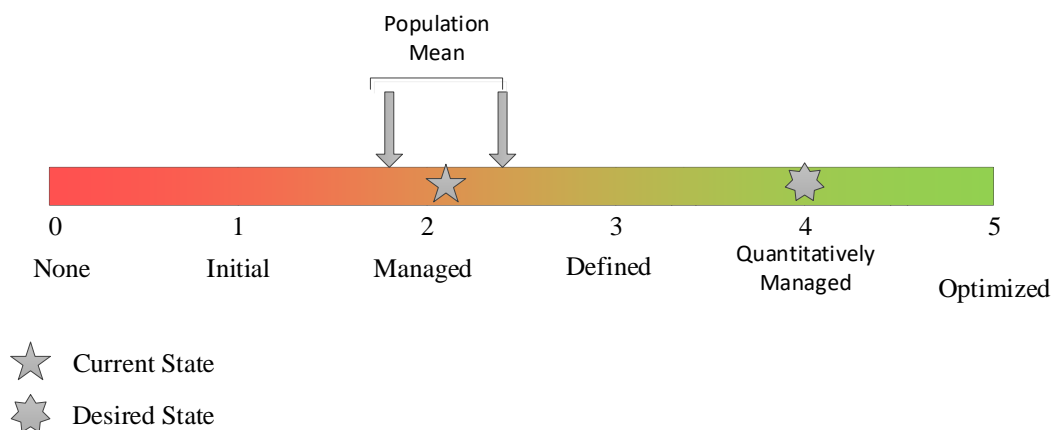 Population
Mean
0 1 2 3 4 5
None Initial Managed Defined Quantitatively
Managed
Optimized
Current State
Desired State